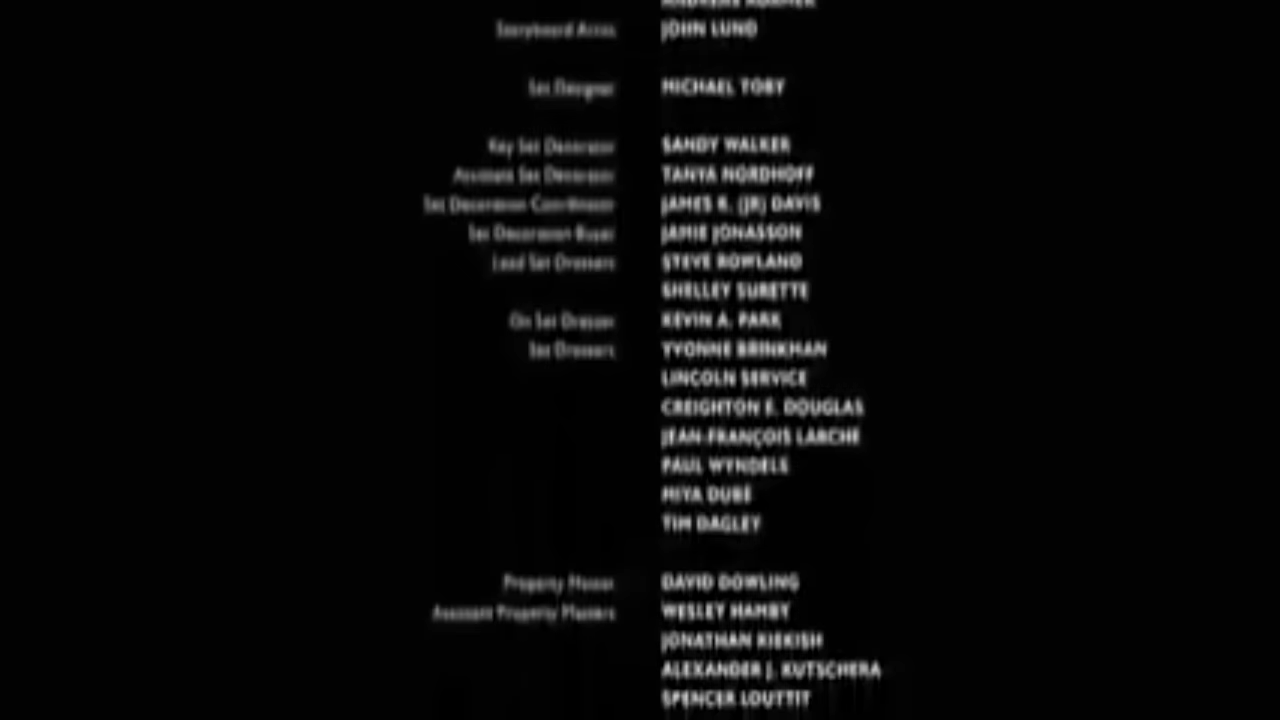 Storyboard Artist JOHN LUND
Set Designer MICHAEL TOBY
Key Set Decorator SANDY WALKER
Assistant Set Decorator TANYA NORDHOFF
Set Decoration Coordinator JAMES R. (JR) DAVIS
Set Decoration Buyer JAMIE JONASSON
Lead Set Dressers STEVE ROWLAND
SHELLEY SURETTE
On Set Dresser KEVIN A. PARK
Set Dressers YVONNE BRINKMAN
LINCOLN SERVICE
CREIGHTON E. DOUGLAS
JEAN-FRANÇOIS LARCHE
PAUL WYNDELS
MIYA DUBÉ
TIM DAGLEY
Property Master DAVID DOWLING
Assistant Property Masters WESLEY HAMBY
JONATHAN KIEKISH
ALEXANDER J. KUTSCHERA
SPENCER LOUTTIT